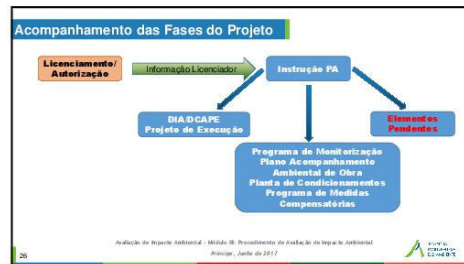 Acompanhamento das Fases do Projeto
Licenciamento/
Autorização
Informação Licenciador
Instrução PA
DIA/DCAPE
Projeto de Execução
Elementos
Pendentes
Programa de Monitorização
Plano Acompanhamento
Ambiental de Obra
Planta de Condicionamentos
Programa de Medidas
Compensatórias
Avaliação de Impacte Ambiental - Módulo III: Procedimento de Avaliação de Impacte Ambiental
Príncipe, Junho de 2017
26